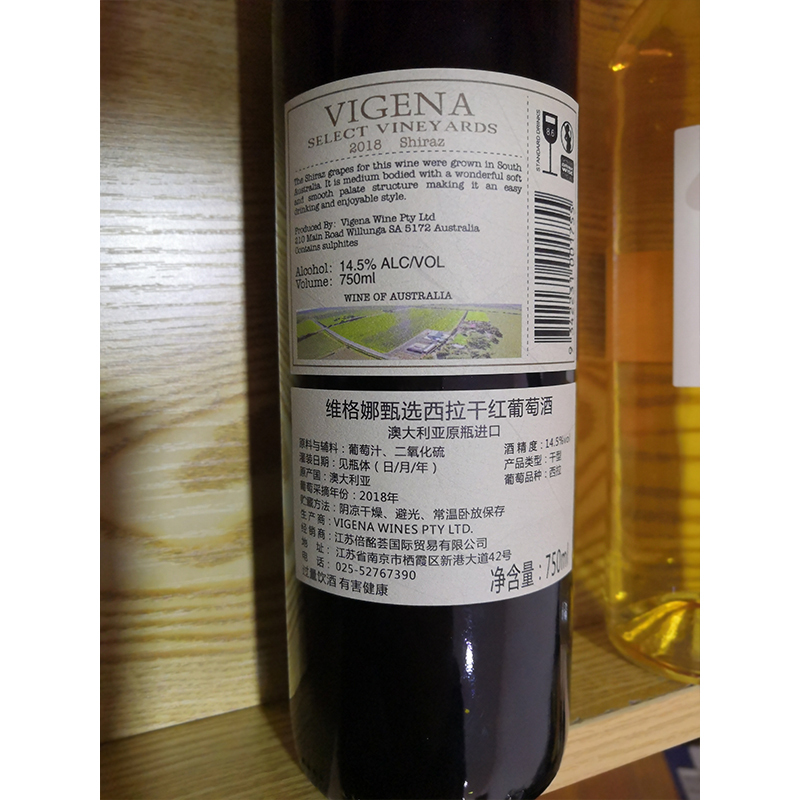 VIGENA
SELECT VINEYARDS
2018 Shiraz
The Shiraz grapes for this wine were grown in South
Australia. It is medium bodied with a wonderful soft
and smooth palate structure making it an easy
drinking and enjoyable style.
Produced By: Vigena Wine Pty Ltd
210 Main Road Willunga SA 5172 Australia
Contains sulphites
Alcohol: 14.5% ALC/VOL
Volume: 750ml
WINE OF AUSTRALIA
STANDARD DRINKS
8.6
维格娜甄选西拉干红葡萄酒
澳大利亚原瓶进口
原料与辅料：葡萄汁、二氧化硫
酒精度：14.5%vol
灌装日期：见瓶体（日/月/年）
产品类型：干型
原产国：澳大利亚
葡萄品种：西拉
葡萄采摘年份：2018年
贮藏方法：阴凉干燥、避光、常温卧放保存
生产商：VIGENA WINES PTY LTD.
经销商：江苏倍酩荟国际贸易有限公司
地址：江苏省南京市栖霞区新港大道42号
电话：025-52767390
过量饮酒 有害健康
净含量：750ml